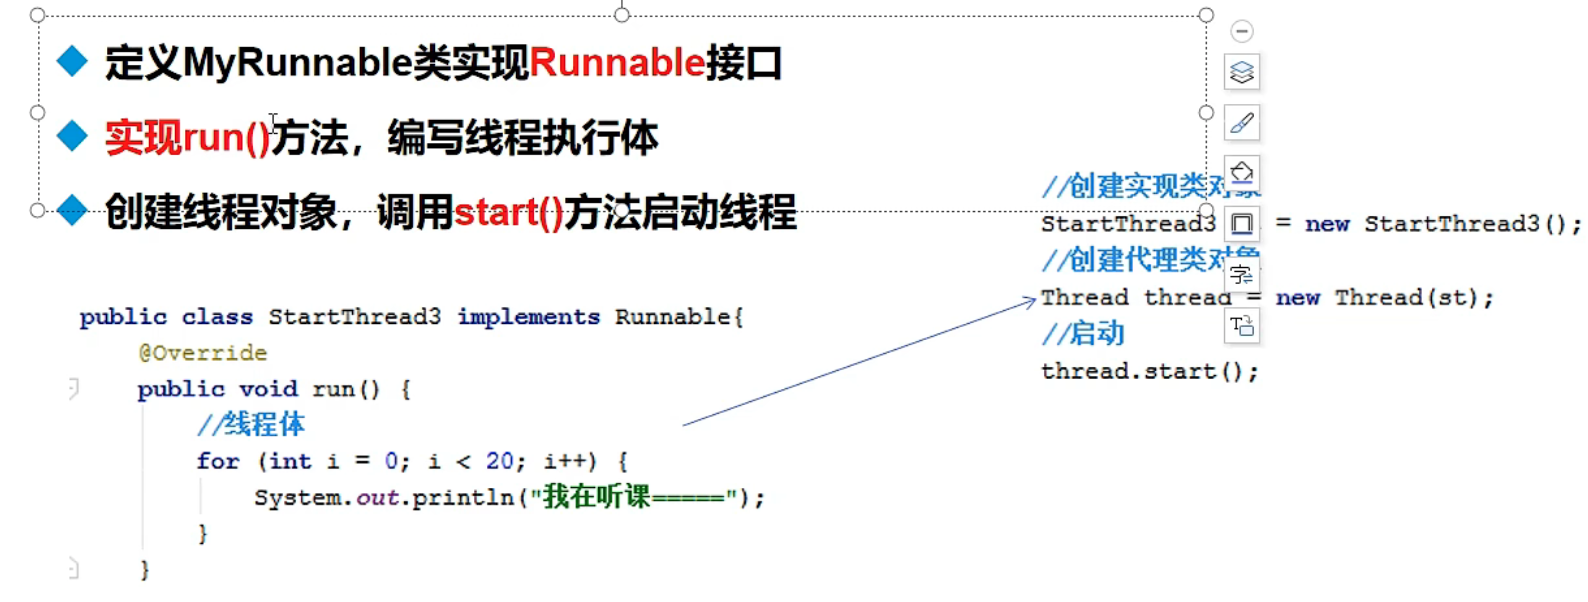 定义MyRunnable类实现Runnable接口
实现run()方法，编写线程执行体
创建线程对象，调用start()方法启动线程
//创建实现类对象
StartThread3 = new StartThread3();
//创建代理类对象
Thread thread = new Thread(st);
//启动
thread.start();
public class StartThread3 implements Runnable{
@Override
public void run() {
//线程体
for (int i = 0; i < 20; i++) {
System.out.println("我在听课=====");
}
}
字
T